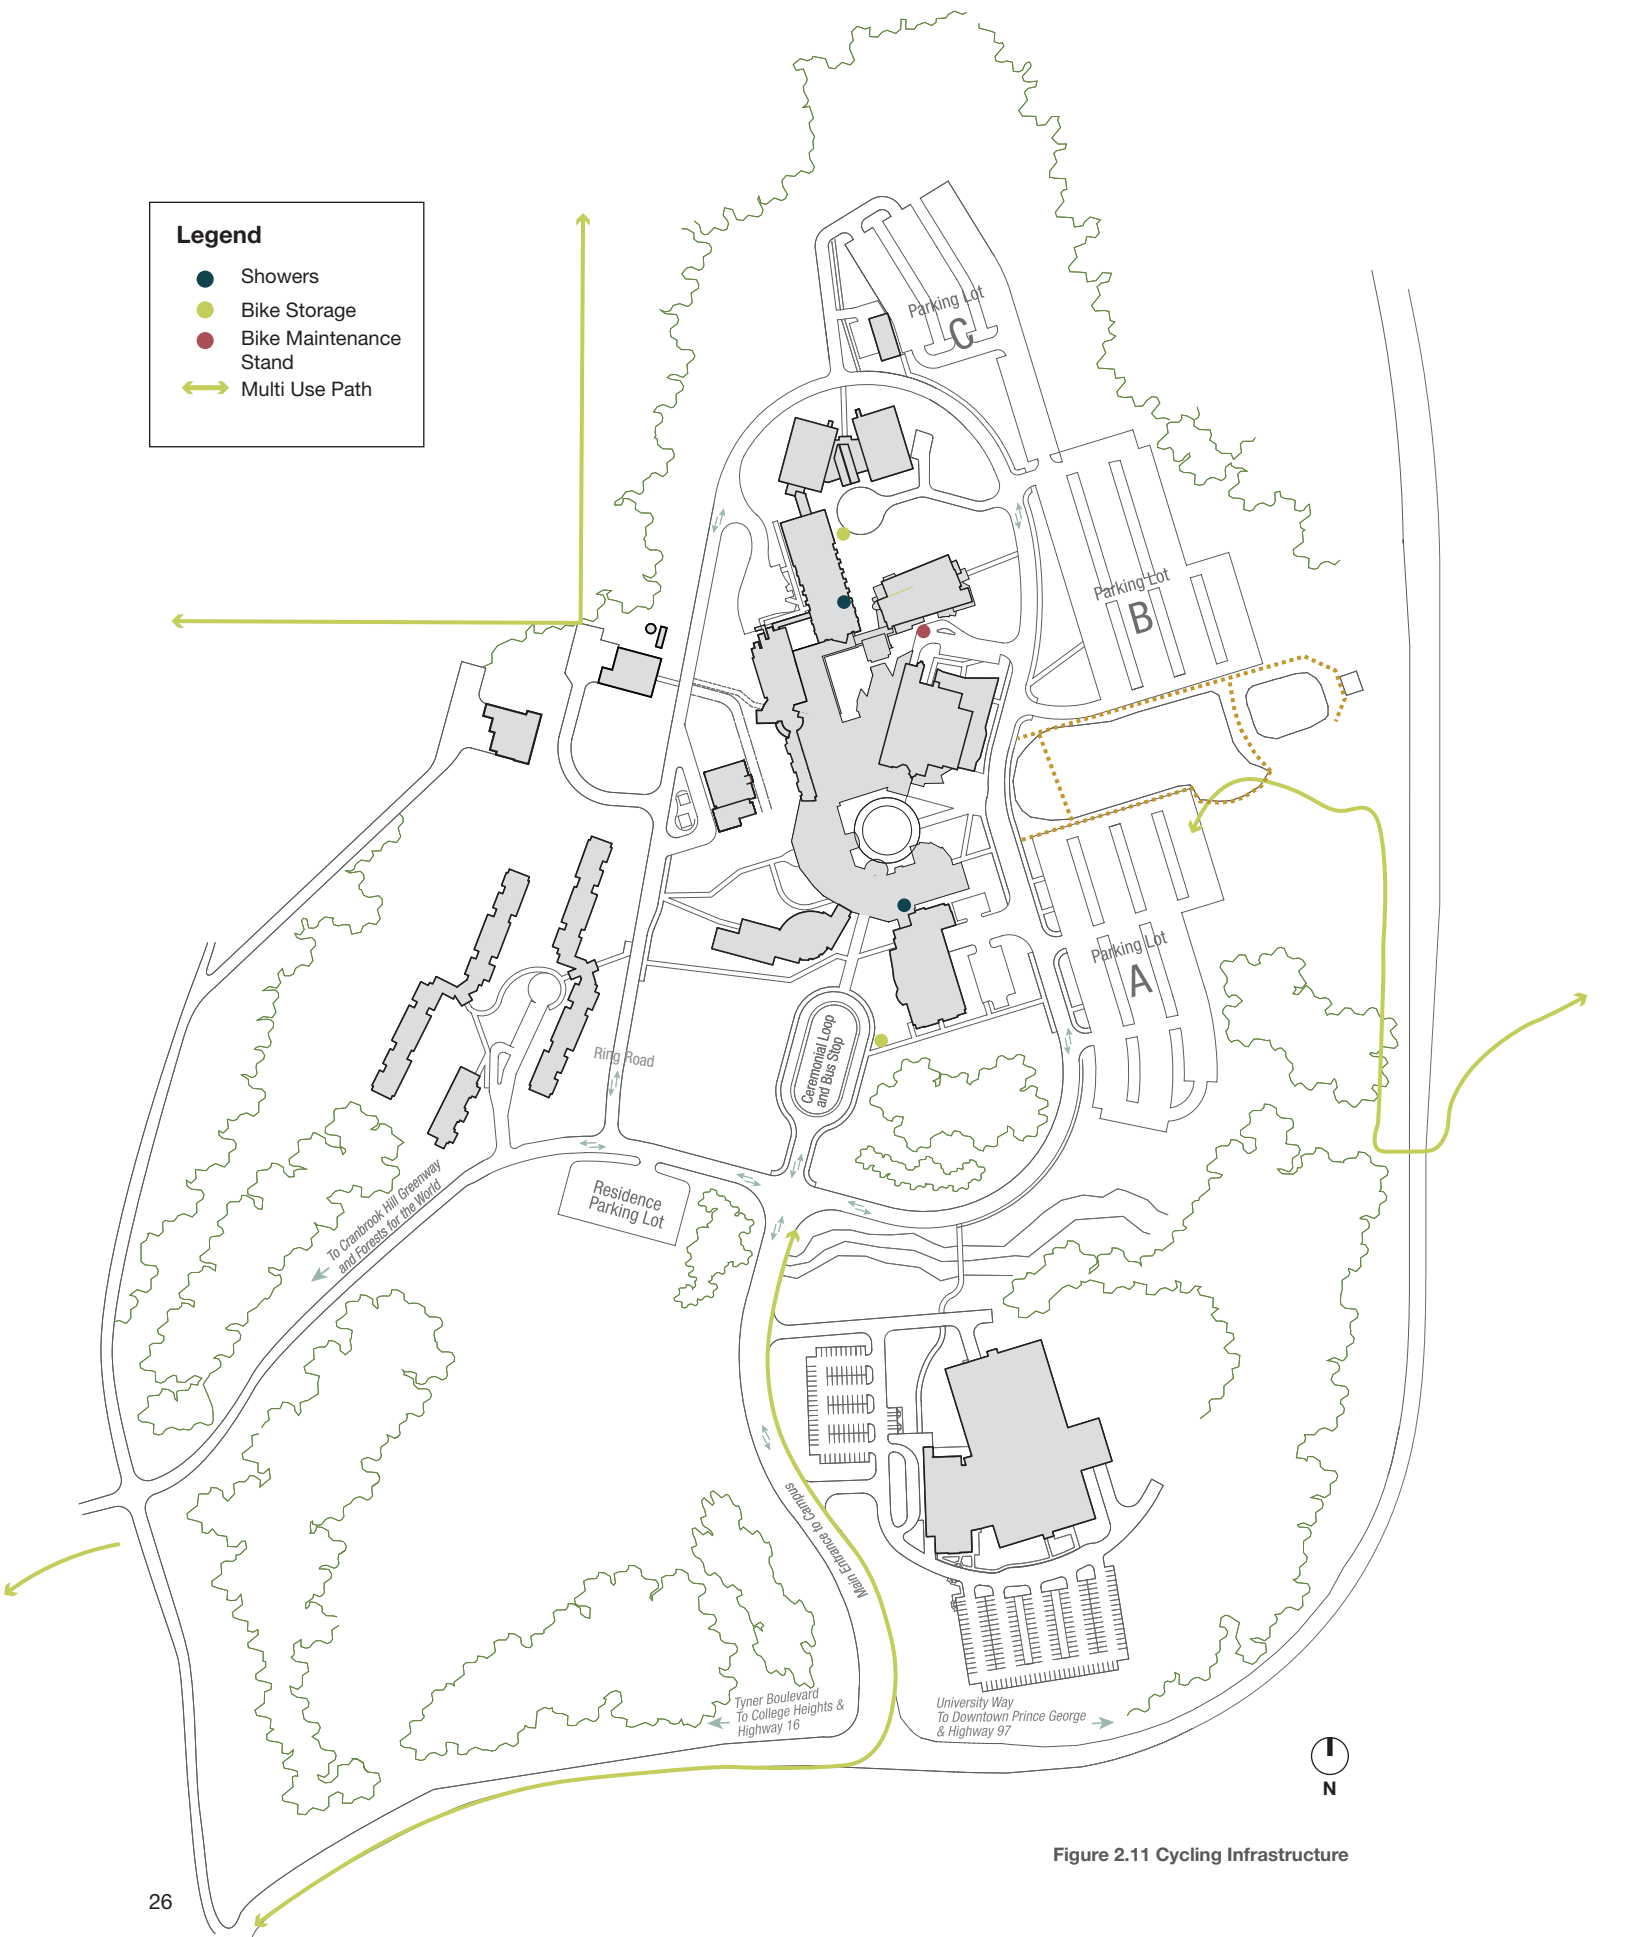 Legend
Showers
Bike Storage
Bike Maintenance
Stand
Multi Use Path
Parking Lot
C
Parking Lot
B
Parking Lot
A
Ceremonial Loop
and Bus Stop
Ring Road
To Cranbrook Hill Greenway
and Forests for the World
Residence
Parking Lot
Main Entrance to Campus
Tyner Boulevard
To College Heights &
Highway 16
University Way
To Downtown Prince George
& Highway 97
N
Figure 2.11 Cycling Infrastructure
26